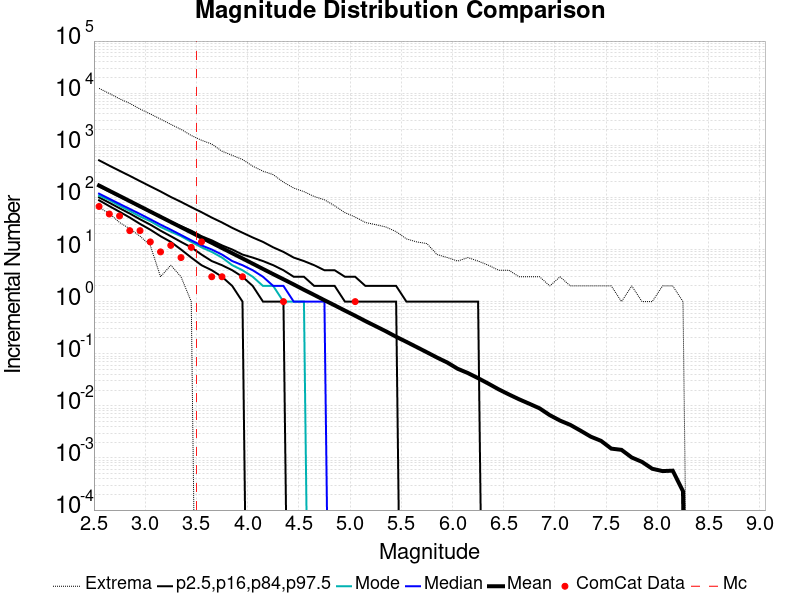 Magnitude Distribution Comparison
10 5
10 4
10 3
10 2
10 1
10 0
10 -1
10 -2
10 -3
10 -4
Incremental Number
2.5 3.0 3.5 4.0 4.5 5.0 5.5 6.0 6.5 7.0 7.5 8.0 8.5 9.0
Magnitude
Extrema p2.5,p16,p84,p97.5 Mode Median Mean ComCat Data Mc